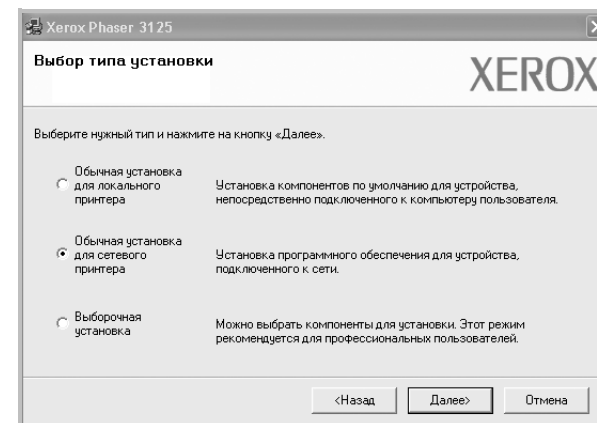 Xerox Phaser 3125
Выбор типа установки
XEROX
Выберите нужный тип и нажмите на кнопку «Далее».
Обычная установка
для локального
принтера
Установка компонентов по умолчанию для устройства,
непосредственно подключенного к компьютеру пользователя.
Обычная установка
для сетевого
принтера
Установка программного обеспечения для устройства,
подключенного к сети.
Выборочная
установка
Можно выбрать компоненты для установки. Этот режим
рекомендуется для профессиональных пользователей.
<Назад
Далее>
Отмена